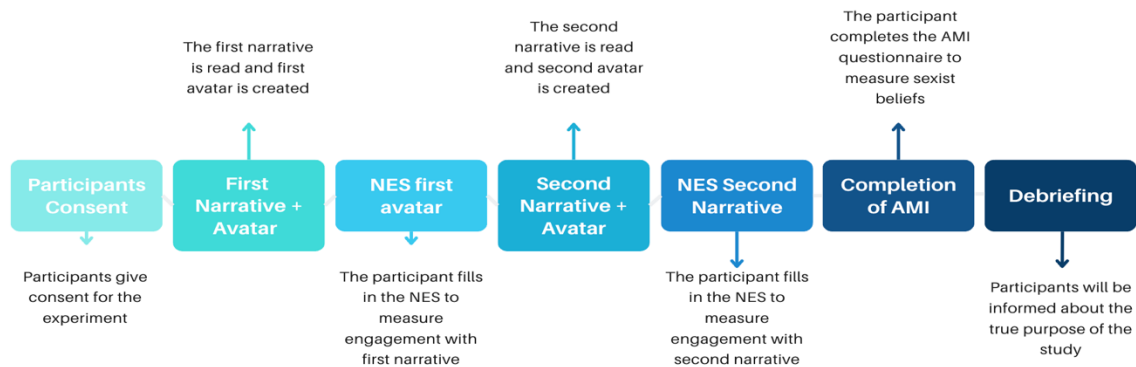 The first narrative
is read and first
avatar is created
The second
narrative is read
and second avatar
is created
The participant
completes the AMI
questionnaire to
measure sexist
beliefs
Participants
Consent
First
Narrative +
Avatar
NES first
avatar
Second
Narrative +
Avatar
NES Second
Narrative
Completion
of AMI
Debriefing
Participants give
consent for the
experiment
The participant fills
in the NES to
measure
engagement with
first narrative
The participant fills
in the NES to
measure
engagement with
second narrative
Participants will be
informed about the
true purpose of the
study